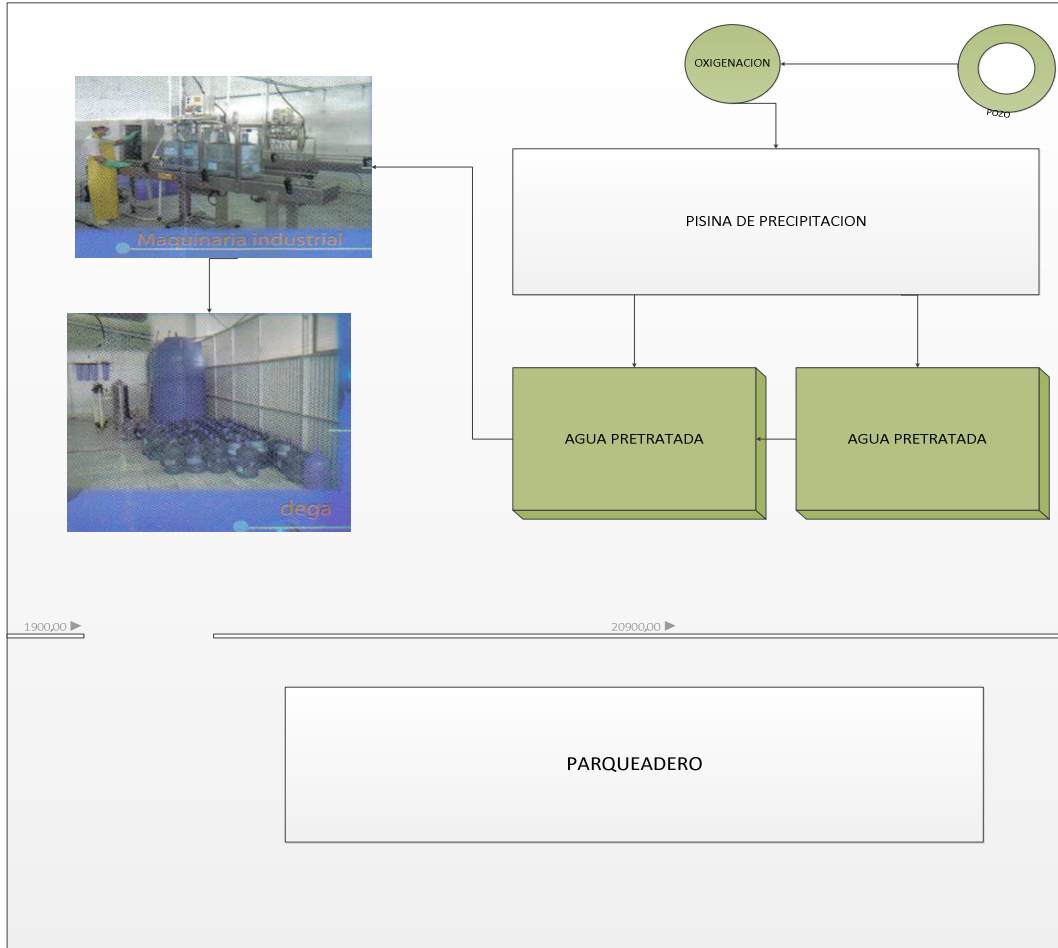 OXIGENACION
POZO
PISINA DE PRECIPITACION
Maquinaria industrial
AGUA PRETRATADA
AGUA PRETRATADA
dega
1900,00
20900,00
PARQUEADERO